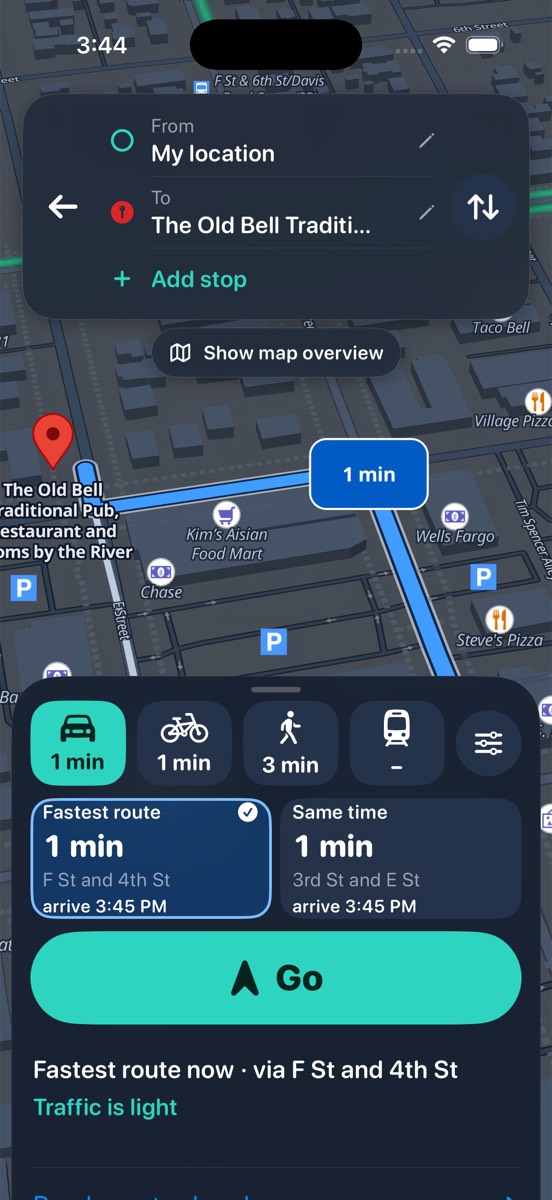 3:44
6th Street
F St & 6th St/Davis
From
My location
To
The Old Bell Traditi...
+ Add stop
Taco Bell
Show map overview
Village Pizza
1 min
The Old Bell
raditional Pub,
estaurant and
oms by the River
Kim's Aisian
Food Mart
Wells Fargo
Tim Spencer Alley
P
Chase
P
E Street
P
Steve's Pizza
Ba
1 min
1 min
3 min
–
Fastest route
1 min
F St and 4th St
arrive 3:45 PM
Same time
1 min
3rd St and E St
arrive 3:45 PM
Go
Fastest route now · via F St and 4th St
Traffic is light